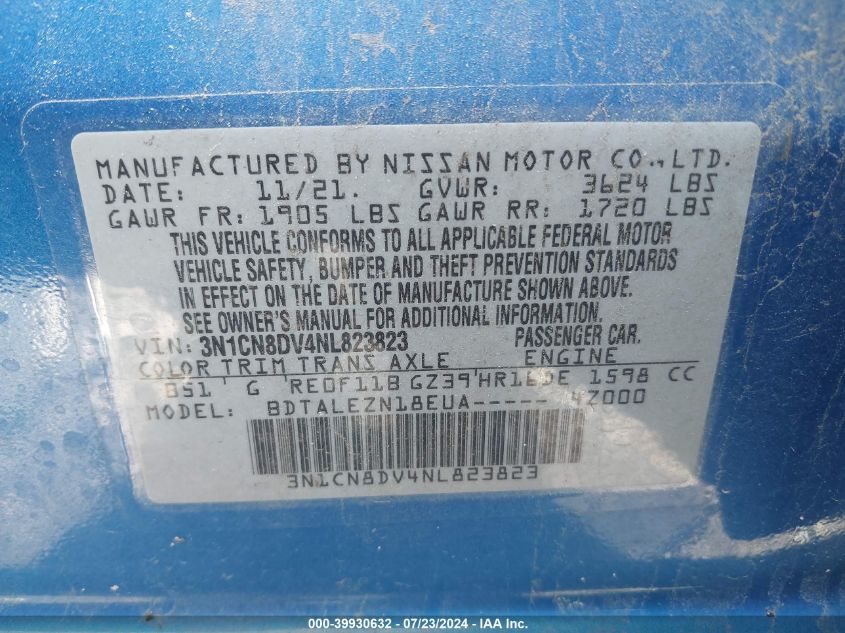 MANUFACTURED BY NISSAN MOTOR CO., LTD.
DATE: 11/21. GVWR: 3624 LBS
GAWR FR: 1905 LBS GAWR RR: 1720 LBS
THIS VEHICLE CONFORMS TO ALL APPLICABLE FEDERAL MOTOR
VEHICLE SAFETY, BUMPER AND THEFT PREVENTION STANDARDS
IN EFFECT ON THE DATE OF MANUFACTURE SHOWN ABOVE.
SEE OWNER'S MANUAL FOR ADDITIONAL INFORMATION.
VIN: 3N1CN8DV4NL823823 PASSENGER CAR.
COLOR TRIM TRANS AXLE ENGINE
B51 G RE0F11B GZ39 HR16DE 1598 CC
MODEL: BDTALEZN18EUA----- 4Z000
3N1CN8DV4NL823823
000-39930632 / 07/23/2024 - IAA Inc.